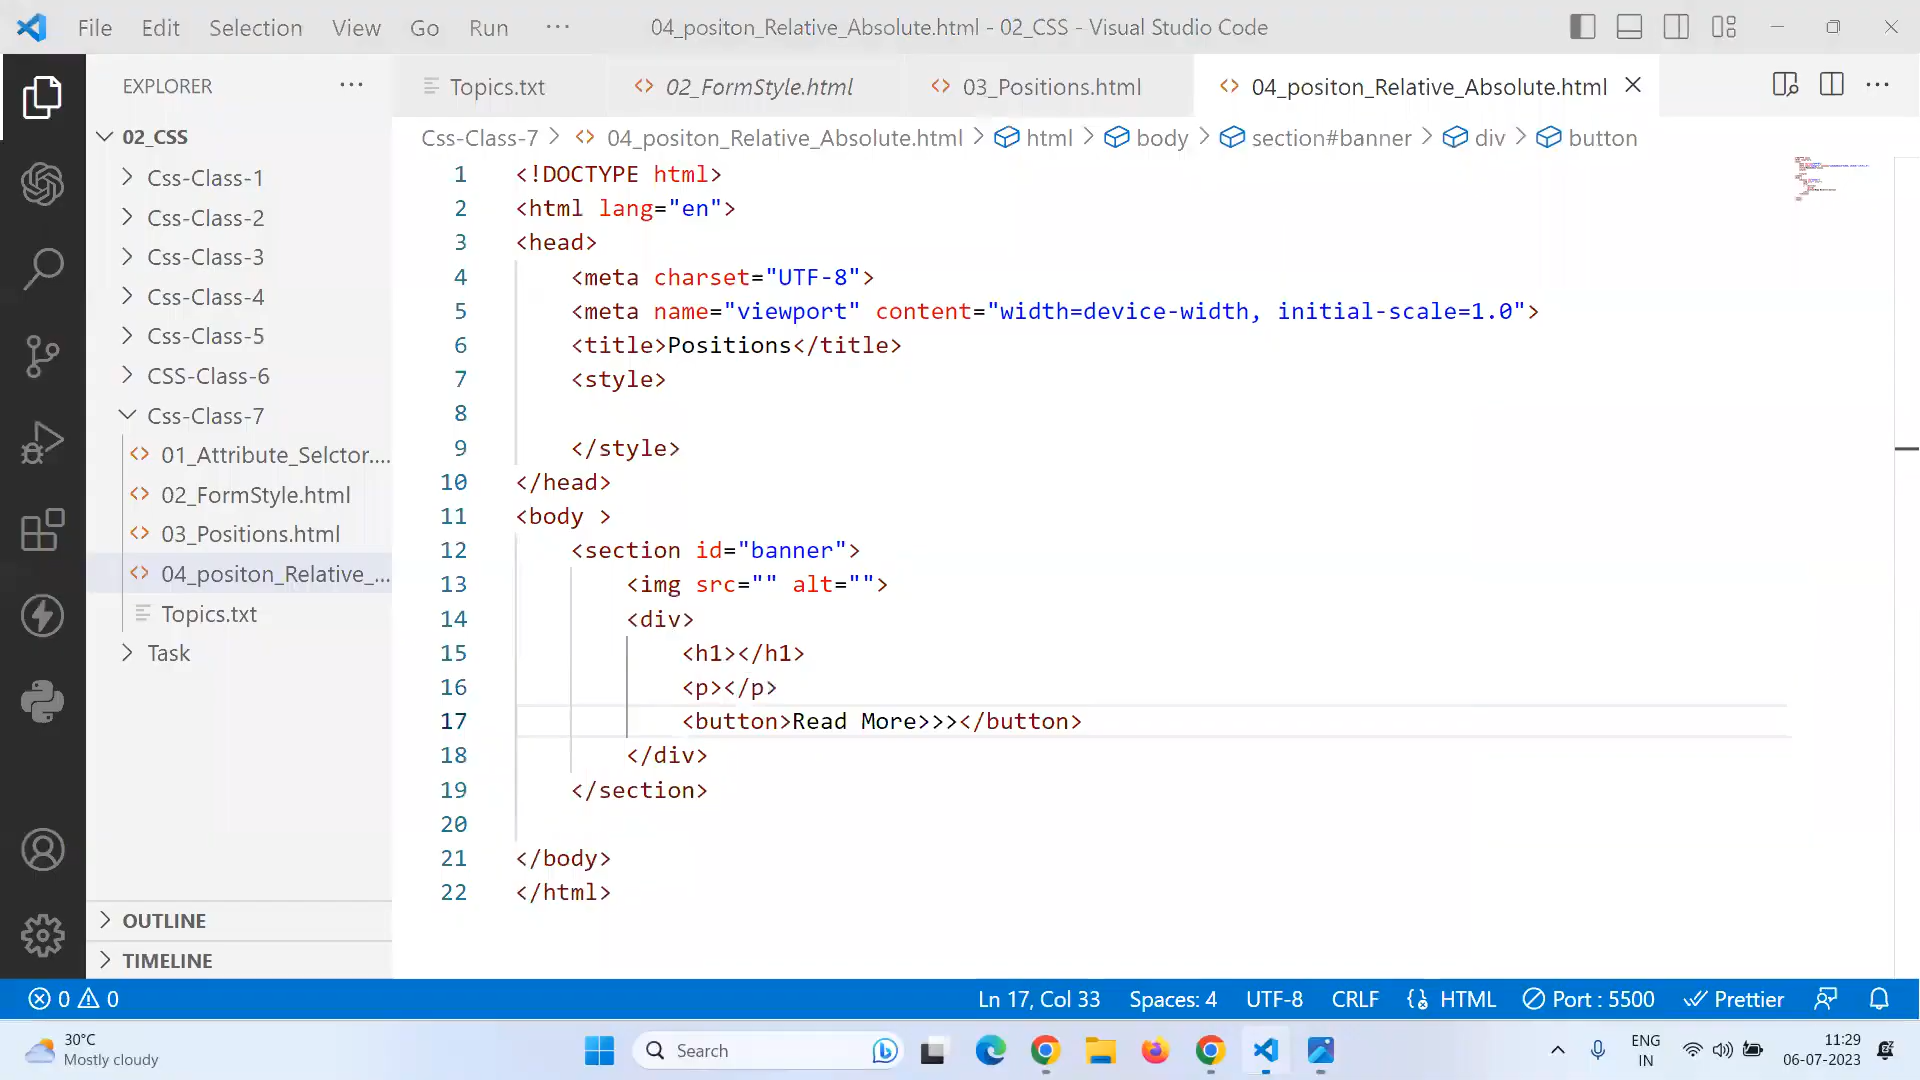 File Edit Selection View Go Run ··· 04_positon_Relative_Absolute.html - 02_CSS - Visual Studio Code
EXPLORER ···
Topics.txt 02_FormStyle.html 03_Positions.html 04_positon_Relative_Absolute.html
Css-Class-7 > 04_positon_Relative_Absolute.html > html > body > section#banner > div > button
02_CSS
Css-Class-1
Css-Class-2
Css-Class-3
Css-Class-4
Css-Class-5
CSS-Class-6
Css-Class-7
01_Attribute_Selctor....
02_FormStyle.html
03_Positions.html
04_positon_Relative_...
Topics.txt
Task
OUTLINE
TIMELINE
1 <!DOCTYPE html>
2 <html lang="en">
3 <head>
4 <meta charset="UTF-8">
5 <meta name="viewport" content="width=device-width, initial-scale=1.0">
6 <title>Positions</title>
7 <style>
8
9 </style>
10 </head>
11 <body >
12 <section id="banner">
13 <img src="" alt="">
14 <div>
15 <h1></h1>
16 <p></p>
17 <button>Read More>>></button>
18 </div>
19 </section>
20
21 </body>
22 </html>
0 0 Ln 17, Col 33 Spaces: 4 UTF-8 CRLF HTML Port : 5500 Prettier
30°C
Mostly cloudy
Search
ENG
IN
11:29
06-07-2023